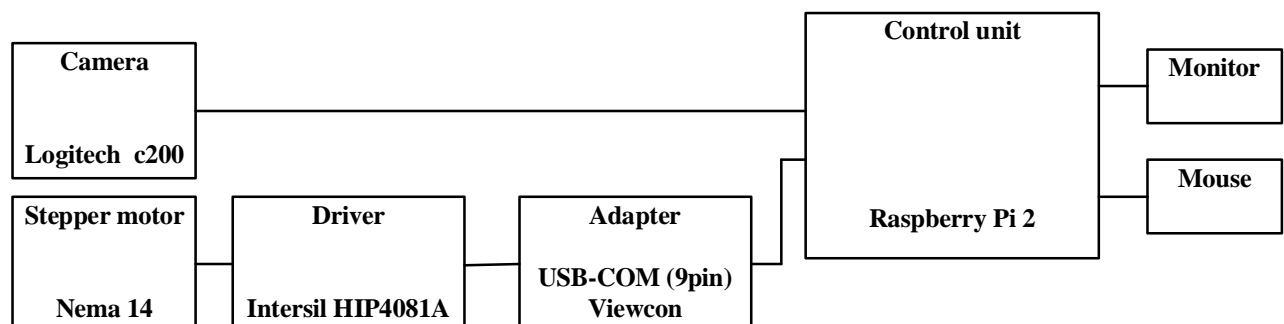 Camera
Logitech c200
Control unit
Raspberry Pi 2
Monitor
Mouse
Stepper motor
Nema 14
Driver
Intersil HIP4081A
Adapter
USB-COM (9pin)
Viewcon